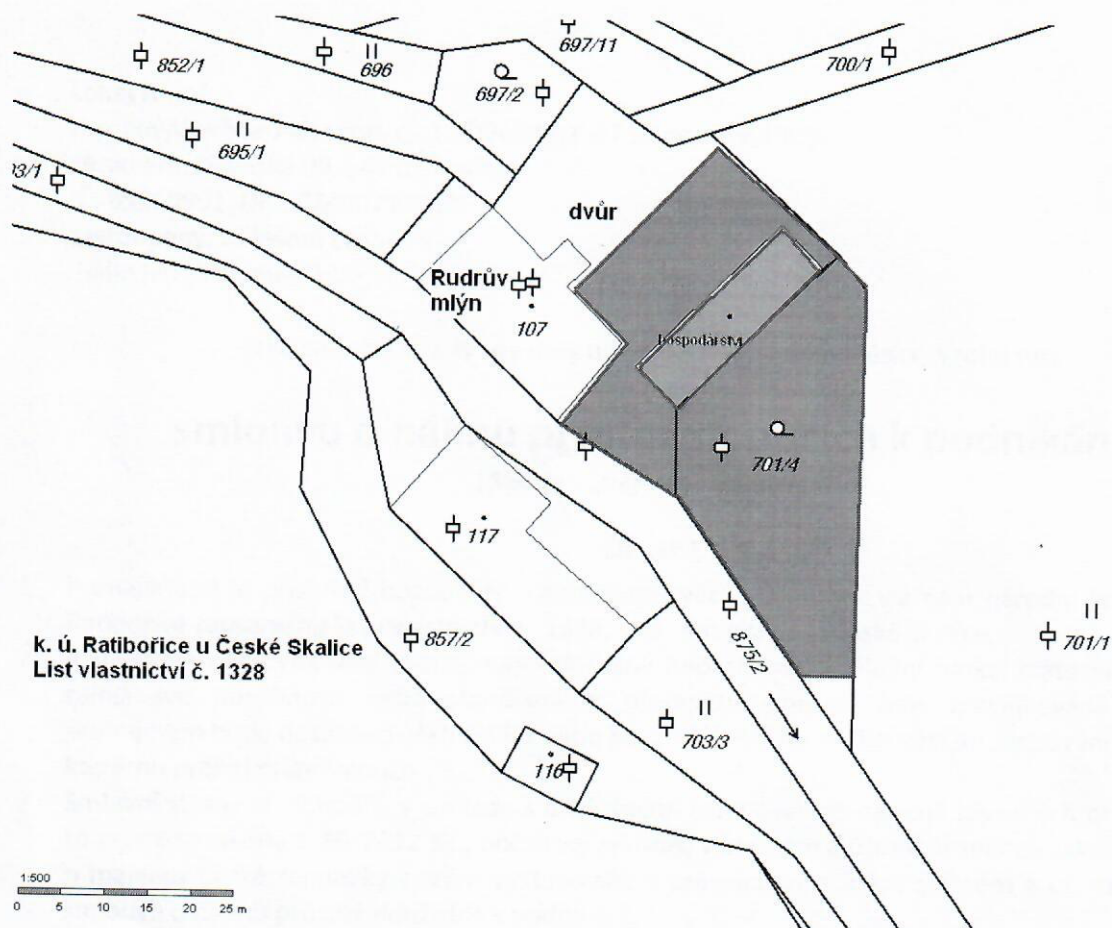 697/11
852/1
696
697/2
700/1
695/1
93/1
dvůr
Rudrův
mlýn
107
hospodářství
701/4
117
857/2
k. ú. Ratibořice u České Skalice
List vlastnictví č. 1328
875/2
701/1
703/3
116
1:500
0 5 10 15 20 25 m